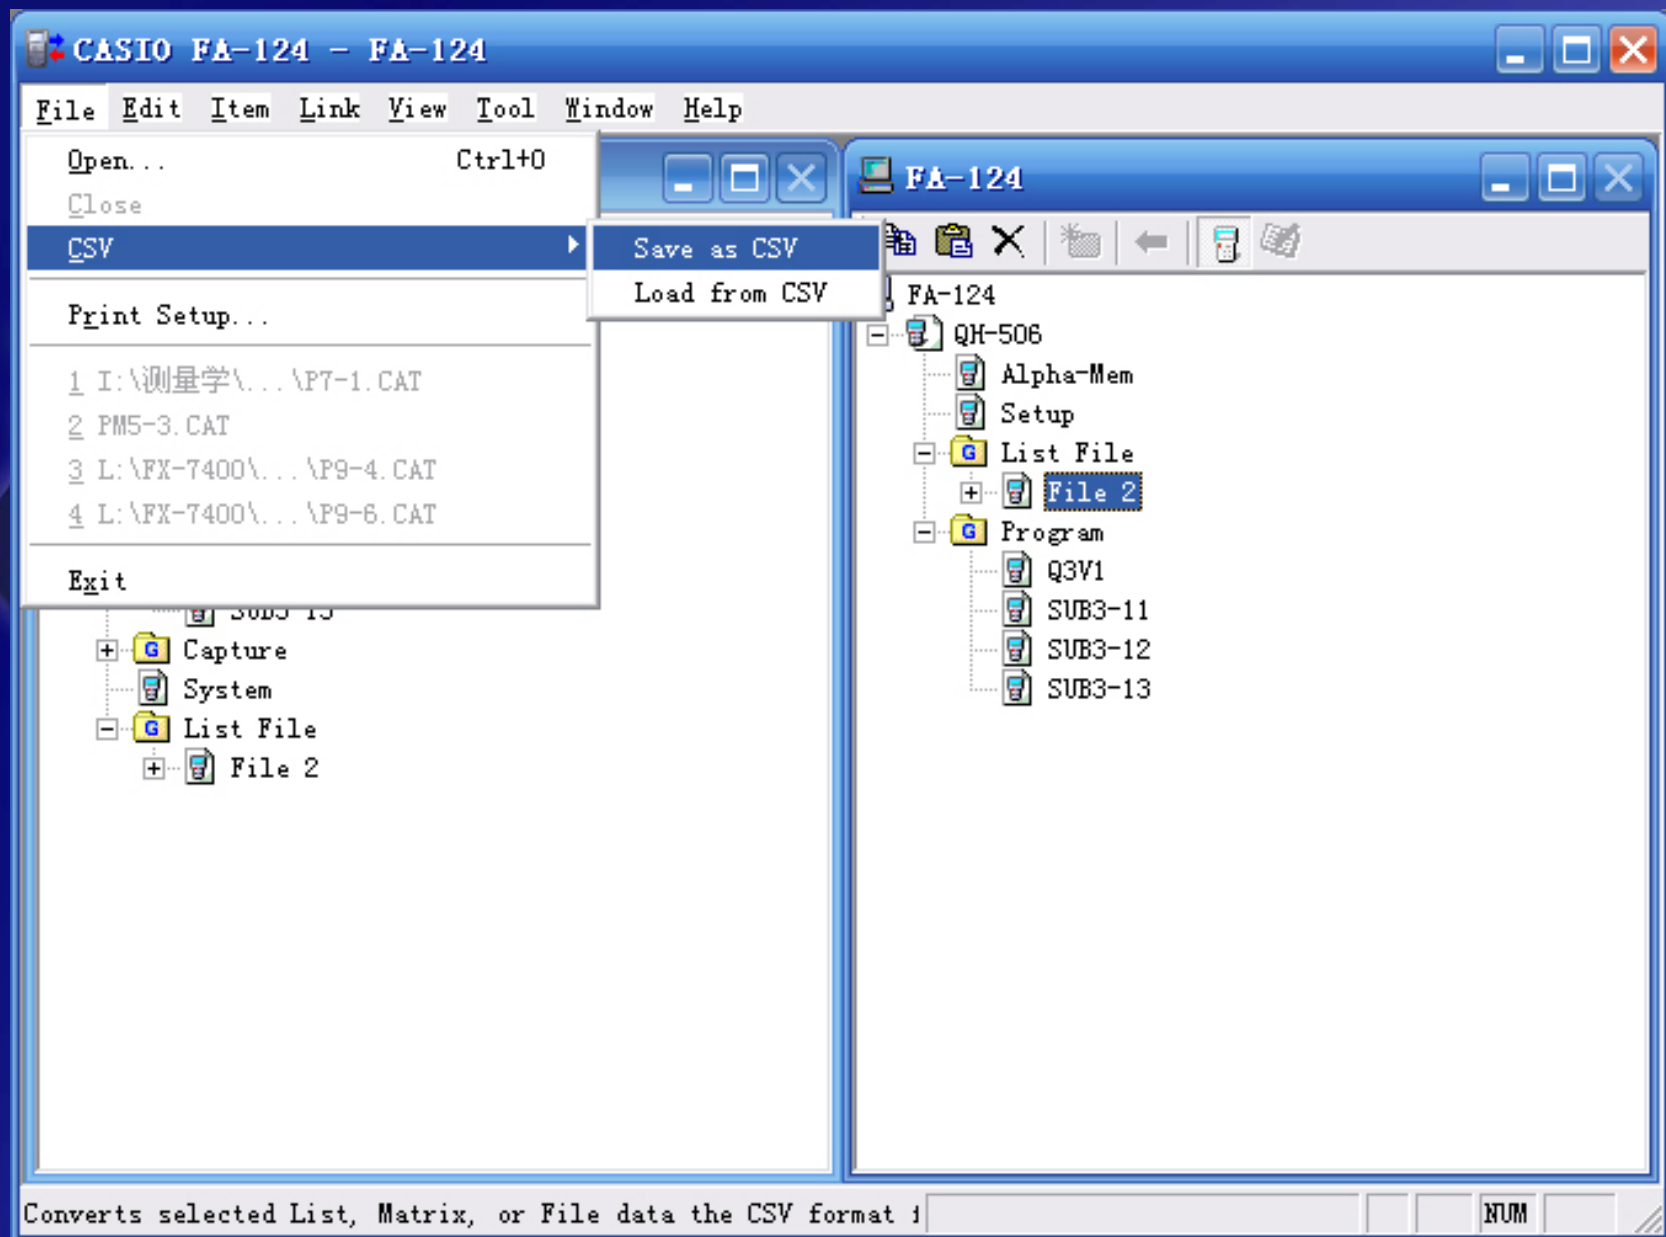 CASIO FA-124 - FA-124
File Edit Item Link View Tool Window Help
Open... Ctrl+O
Close
CSV
Save as CSV
Load from CSV
Print Setup...
1 I:\测量学\...\P7-1.CAT
2 PM5-3.CAT
3 L:\FX-7400\...\P9-4.CAT
4 L:\FX-7400\...\P9-6.CAT
Exit
SUB3-13
Capture
System
List File
File 2
FA-124
FA-124
QH-506
Alpha-Mem
Setup
List File
File 2
Program
Q3V1
SUB3-11
SUB3-12
SUB3-13
Converts selected List, Matrix, or File data the CSV format
NUM